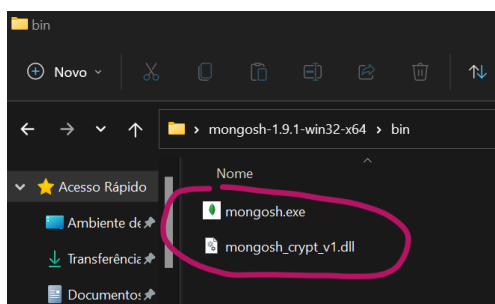 bin
Novo
mongosh-1.9.1-win32-x64 > bin
Nome
Acesso Rápido
mongosh.exe
Ambiente de
mongosh_crypt_v1.dll
Transferência
Documentos